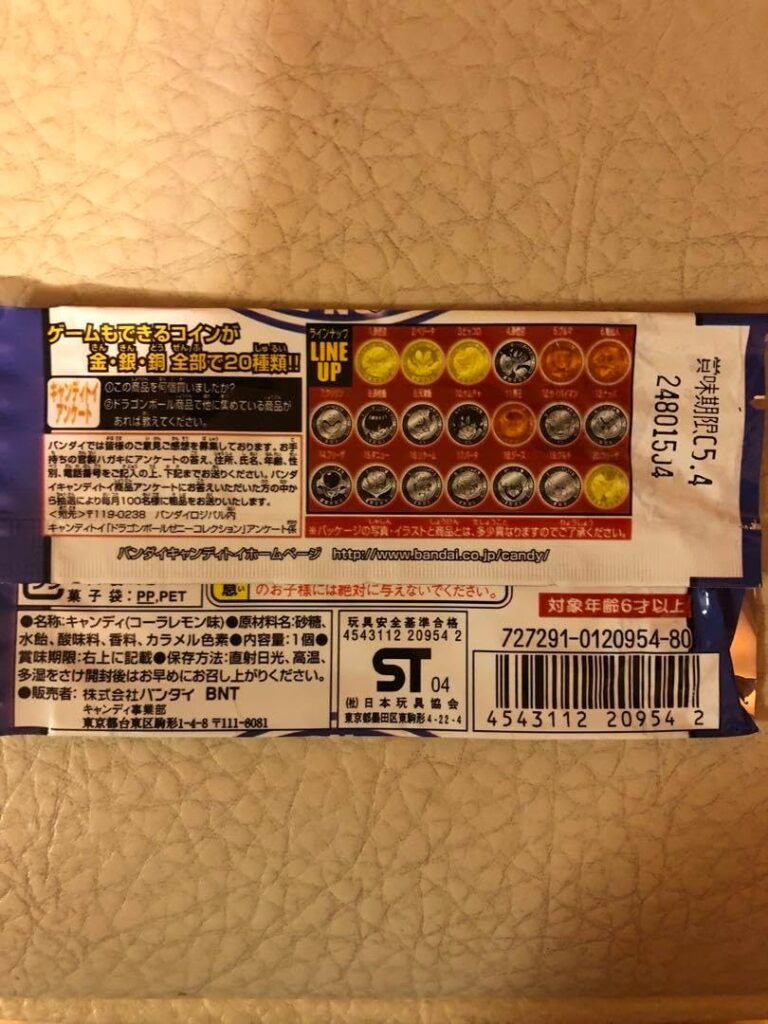 ゲームもできるコインが
金・銀・銅 全部で20種類!!
きん ぎん どう ぜんぶ しゅるい
キャンディトイ
アンケート
①この商品を何個買いましたか?
②ドラゴンボール商品で他に集めている商品が
あれば教えてください。
バンダイでは皆様のご意見ご感想を募集しております。お手
持ちの官製ハガキにアンケートの答え、住所、氏名、年齢、性
別、電話番号をご記入の上、下記までお送りください。バンダ
イキャンディトイ商品アンケートにお答えいただいた方の中か
ら抽選により毎月100名様に粗品をお送りいたします。
<宛先>〒119-0238 バンダイロジパル内
キャンディトイ「ドラゴンボールゼニーコレクション」アンケート係
ラインナップ
LINE
UP
※パッケージの写真・イラストと商品とは、多少異なりますのでご了承ください。
賞味期限C5.4
248015J4
バンダイキャンディトイホームページ http://www.bandai.co.jp/candy/
菓子袋:PP,PET
のお子様には絶対に与えないでください。
対象年齢6才以上
●名称:キャンディ(コーラレモン味)●原材料名:砂糖、
水飴、酸味料、香料、カラメル色素●内容量:1個●
賞味期限:右上に記載●保存方法:直射日光、高温、
多湿をさけ開封後はお早めにお召し上がりください。
●販売者: 株式会社バンダイ BNT
キャンディ事業部
東京都台東区駒形1-4-8 〒111-8081
玩具安全基準合格
4543112 20954 2
ST 04
(社)日本玩具協会
東京都墨田区東駒形4-22-4
727291-0120954-80
4543112 20954 2